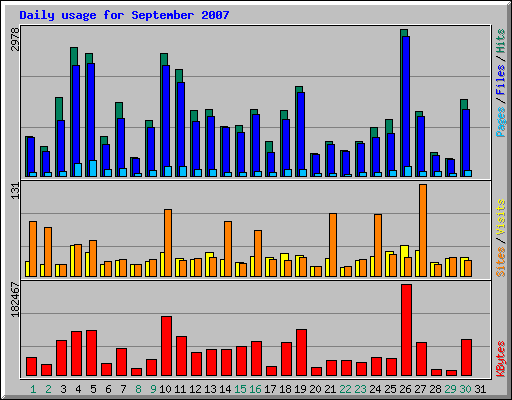 Daily usage for September 2007
2978
Pages / Files / Hits
131
Sites / Visits
182467
KBytes
1 2 3 4 5 6 7 8 9 10 11 12 13 14 15 16 17 18 19 20 21 22 23 24 25 26 27 28 29 30 31